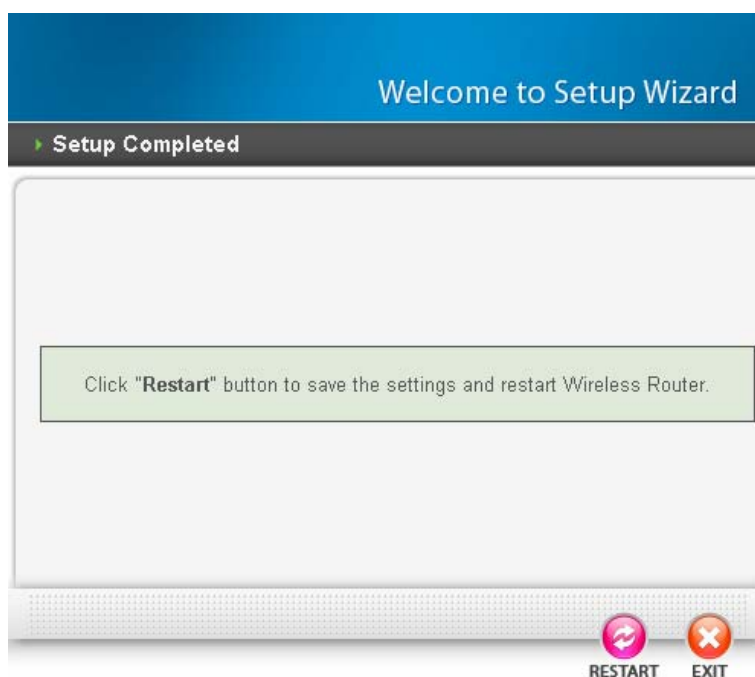 Welcome to Setup Wizard
Setup Completed
Click "Restart" button to save the settings and restart Wireless Router.
RESTART EXIT